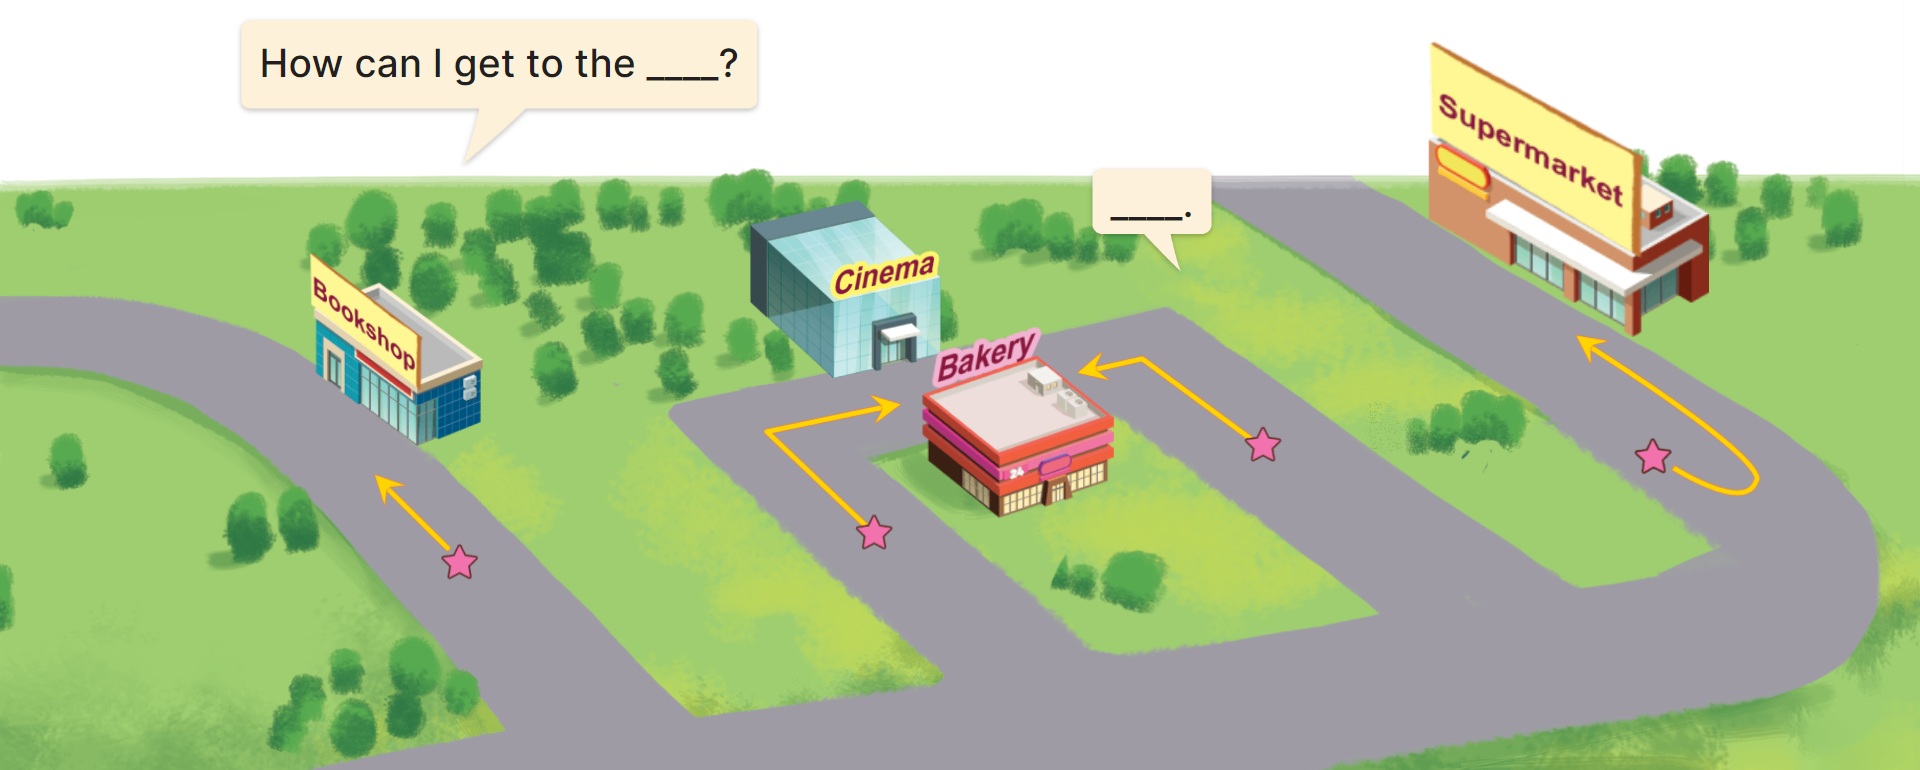 How can I get to the ____?
____.
Supermarket
Cinema
Bookshop
Bakery
24